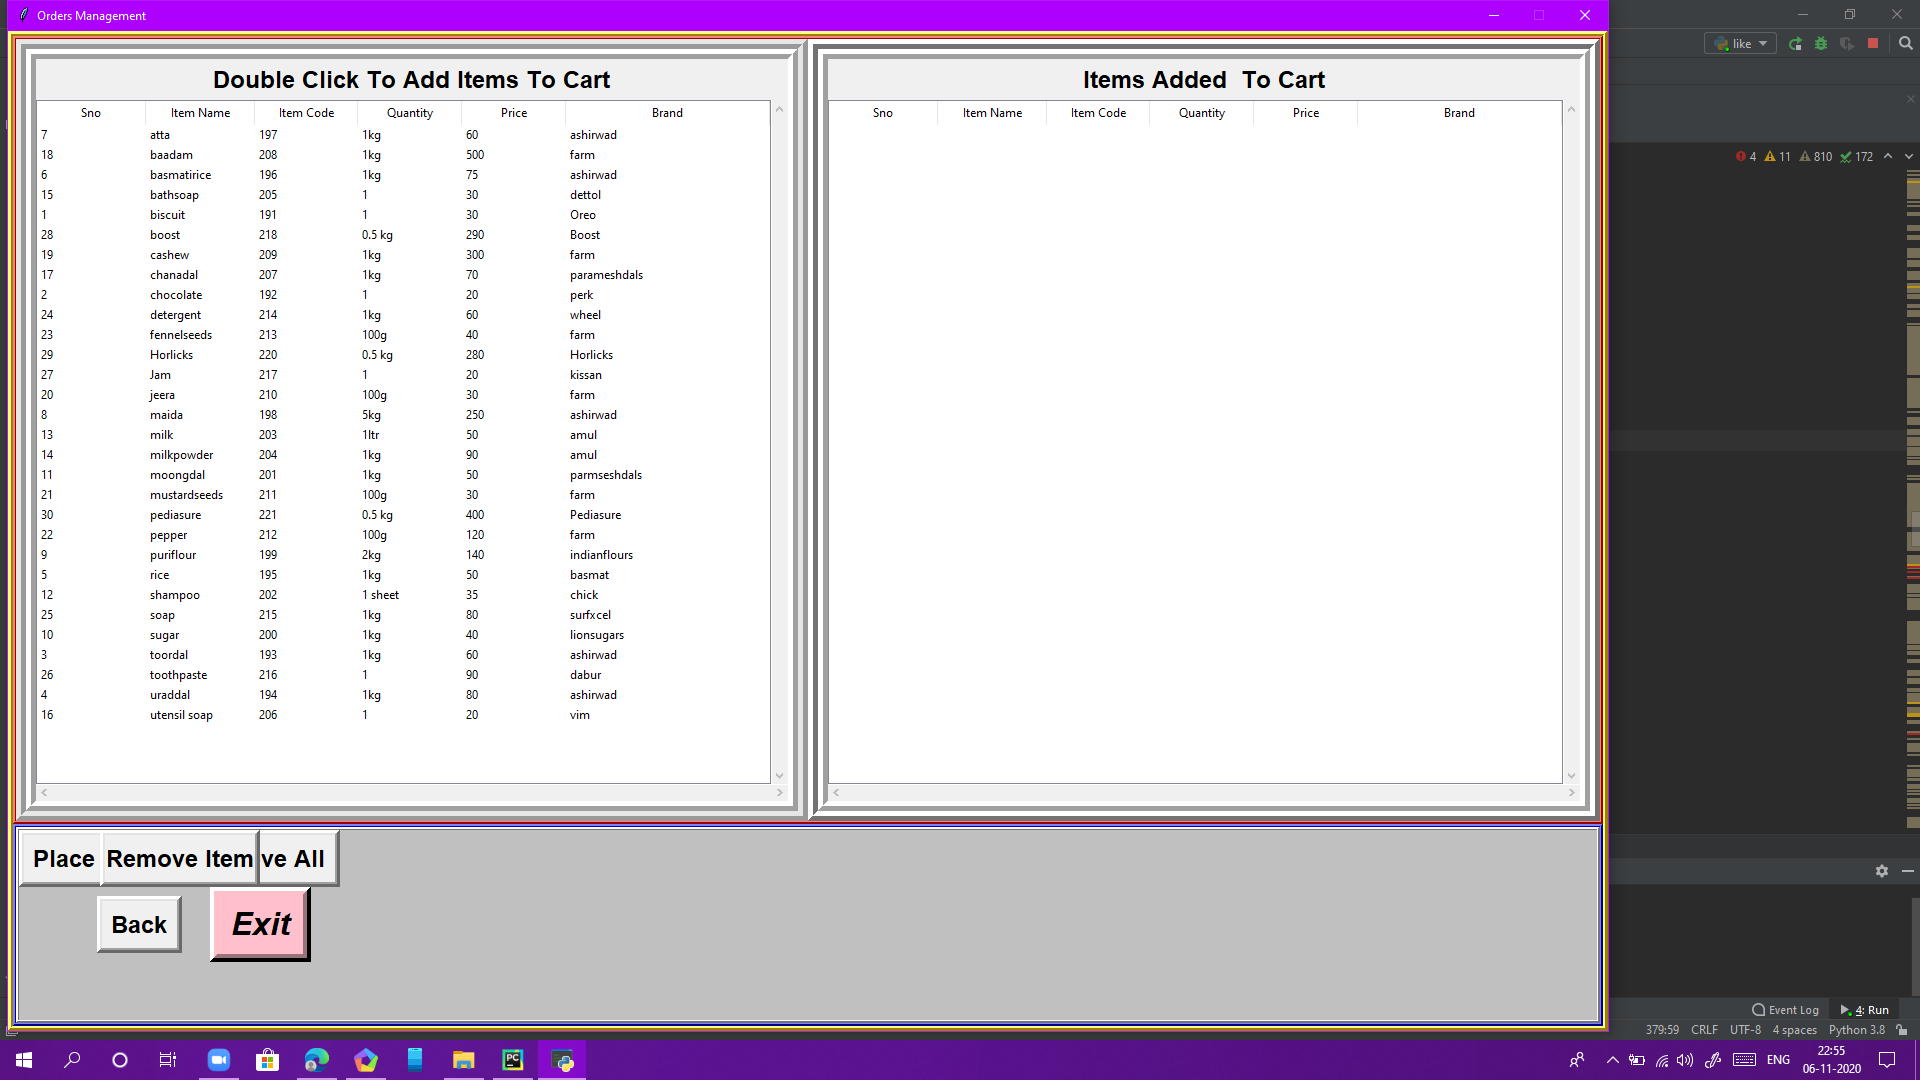 Orders Management
like
Double Click To Add Items To Cart
Sno Item Name Item Code Quantity Price Brand
7 atta 197 1kg 60 ashirwad
18 baadam 208 1kg 500 farm
6 basmatirice 196 1kg 75 ashirwad
15 bathsoap 205 1 30 dettol
1 biscuit 191 1 30 Oreo
28 boost 218 0.5 kg 290 Boost
19 cashew 209 1kg 300 farm
17 chanadal 207 1kg 70 parameshdals
2 chocolate 192 1 20 perk
24 detergent 214 1kg 60 wheel
23 fennelseeds 213 100g 40 farm
29 Horlicks 220 0.5 kg 280 Horlicks
27 Jam 217 1 20 kissan
20 jeera 210 100g 30 farm
8 maida 198 5kg 250 ashirwad
13 milk 203 1ltr 50 amul
14 milkpowder 204 1kg 90 amul
11 moongdal 201 1kg 50 parmseshdals
21 mustardseeds 211 100g 30 farm
30 pediasure 221 0.5 kg 400 Pediasure
22 pepper 212 100g 120 farm
9 puriflour 199 2kg 140 indianflours
5 rice 195 1kg 50 basmat
12 shampoo 202 1 sheet 35 chick
25 soap 215 1kg 80 surfxcel
10 sugar 200 1kg 40 lionsugars
3 toordal 193 1kg 60 ashirwad
26 toothpaste 216 1 90 dabur
4 uraddal 194 1kg 80 ashirwad
16 utensil soap 206 1 20 vim
Items Added  To Cart
Sno Item Name Item Code Quantity Price Brand
4 11 810 172
Place Remove Item ve All
Back Exit
Event Log 4: Run
379:59 CRLF UTF-8 4 spaces Python 3.8
PC
ENG
22:55
06-11-2020